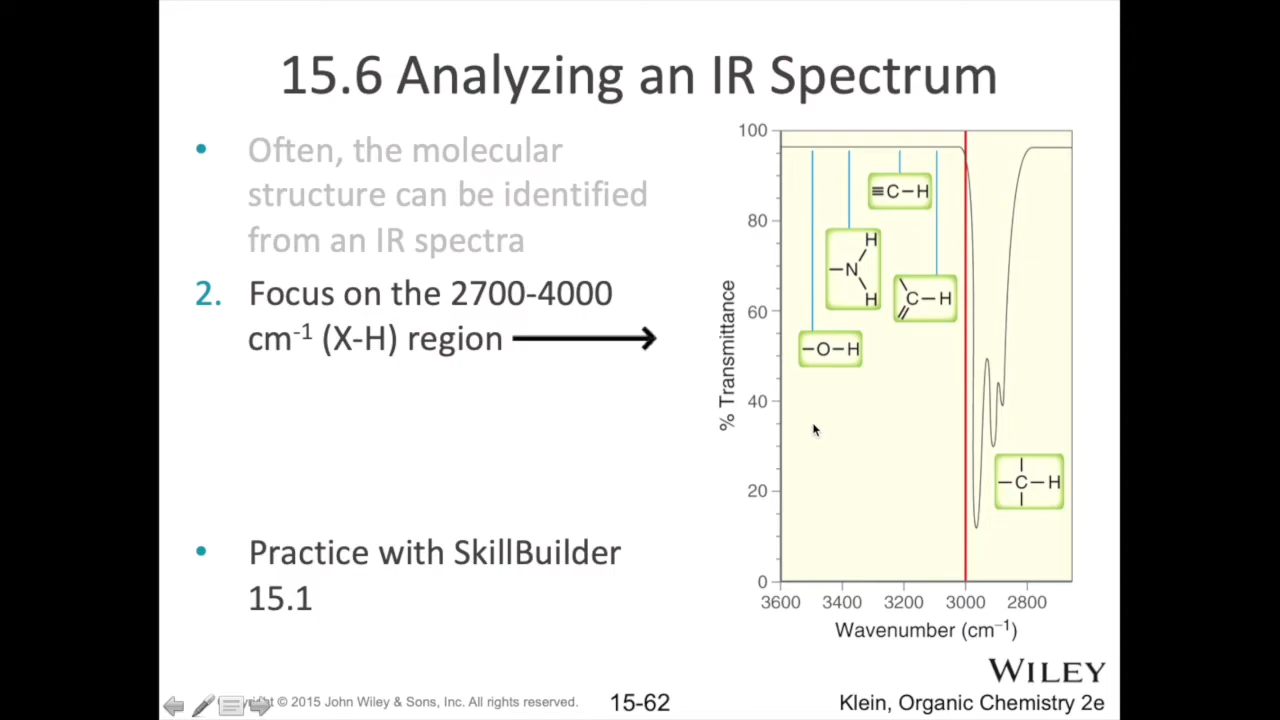 15.6 Analyzing an IR Spectrum
• Often, the molecular
structure can be identified
from an IR spectra
2. Focus on the 2700-4000
cm⁻¹ (X-H) region
• Practice with SkillBuilder
15.1
% Transmittance
100
80
60
40
20
0
≡C–H
–N
H
H
C–H
–O–H
–C–H
3600 3400 3200 3000 2800
Wavenumber (cm⁻¹)
WILEY
© 2015 John Wiley & Sons, Inc. All rights reserved.
15-62
Klein, Organic Chemistry 2e